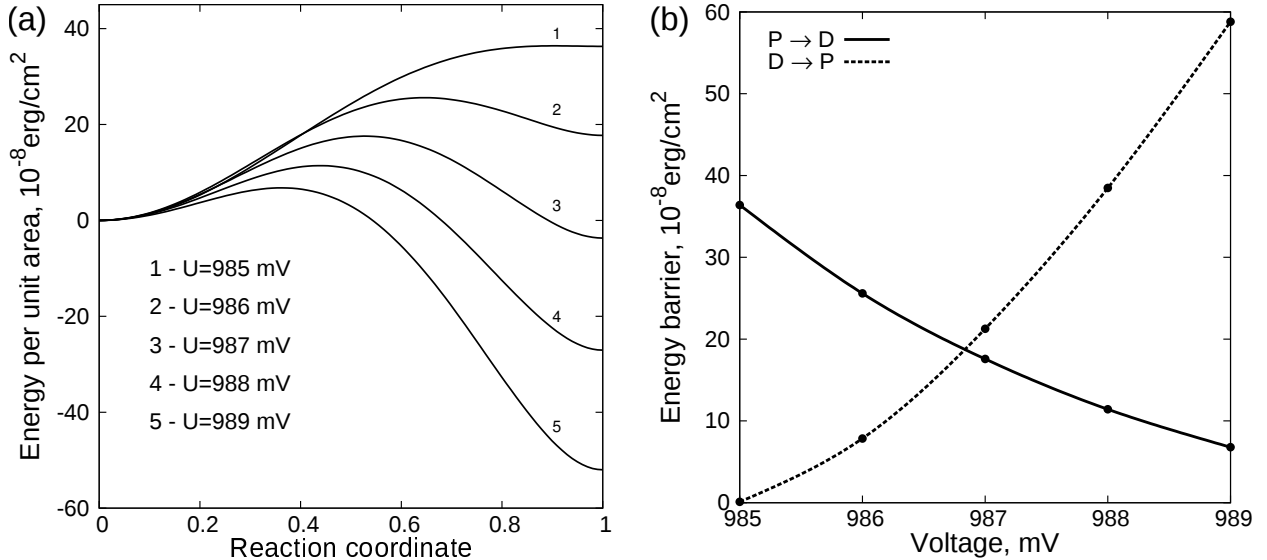 (a)
Energy per unit area, 10⁻⁸erg/cm²
40
20
0
-20
-40
-60
1
2
3
4
5
1 - U=985 mV
2 - U=986 mV
3 - U=987 mV
4 - U=988 mV
5 - U=989 mV
0 0.2 0.4 0.6 0.8 1
Reaction coordinate
(b)
Energy barrier, 10⁻⁸erg/cm²
60
50
40
30
20
10
0
P → D
D → P
985 986 987 988 989
Voltage, mV